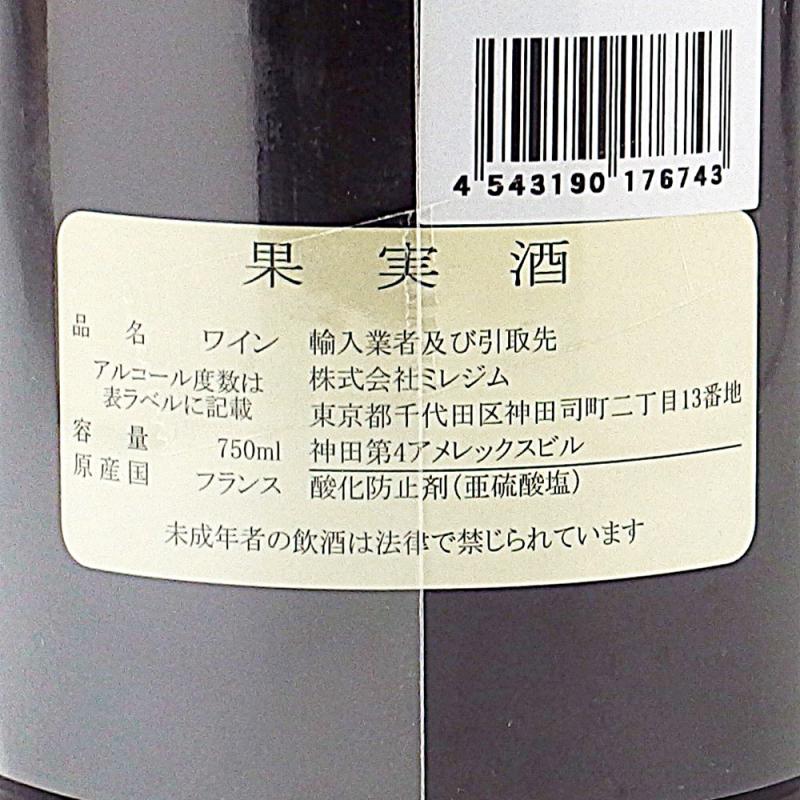 4 543190 176743
果実酒
品名 ワイン
アルコール度数は
表ラベルに記載
容量 750ml
原産国 フランス
輸入業者及び引取先
株式会社ミレジム
東京都千代田区神田司町二丁目13番地
神田第4アメレックスビル
酸化防止剤(亜硫酸塩)
未成年者の飲酒は法律で禁じられています